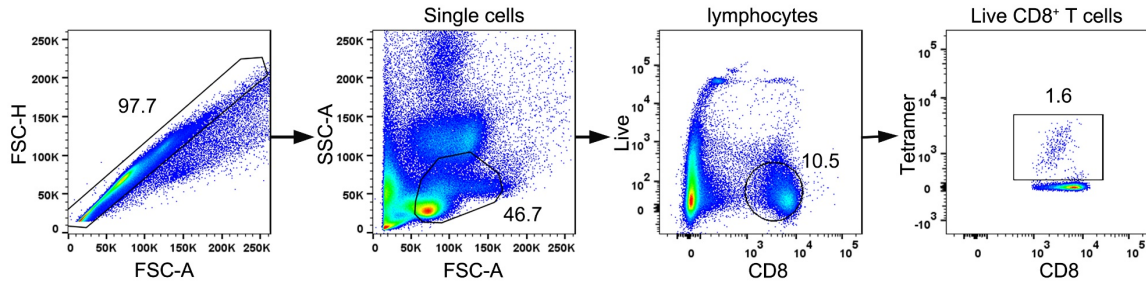 Single cells
lymphocytes
Live CD8⁺ T cells
250K
200K
150K
100K
50K
0
FSC-H
97.7
0 50K 100K 150K 200K 250K
FSC-A
250K
200K
150K
100K
50K
0
SSC-A
46.7
0 50K 100K 150K 200K 250K
FSC-A
10⁵
10⁴
10³
10²
0
Live
10.5
0 10³ 10⁴ 10⁵
CD8
10⁵
10⁴
10³
0
-10³
Tetramer
1.6
0 10³ 10⁴ 10⁵
CD8